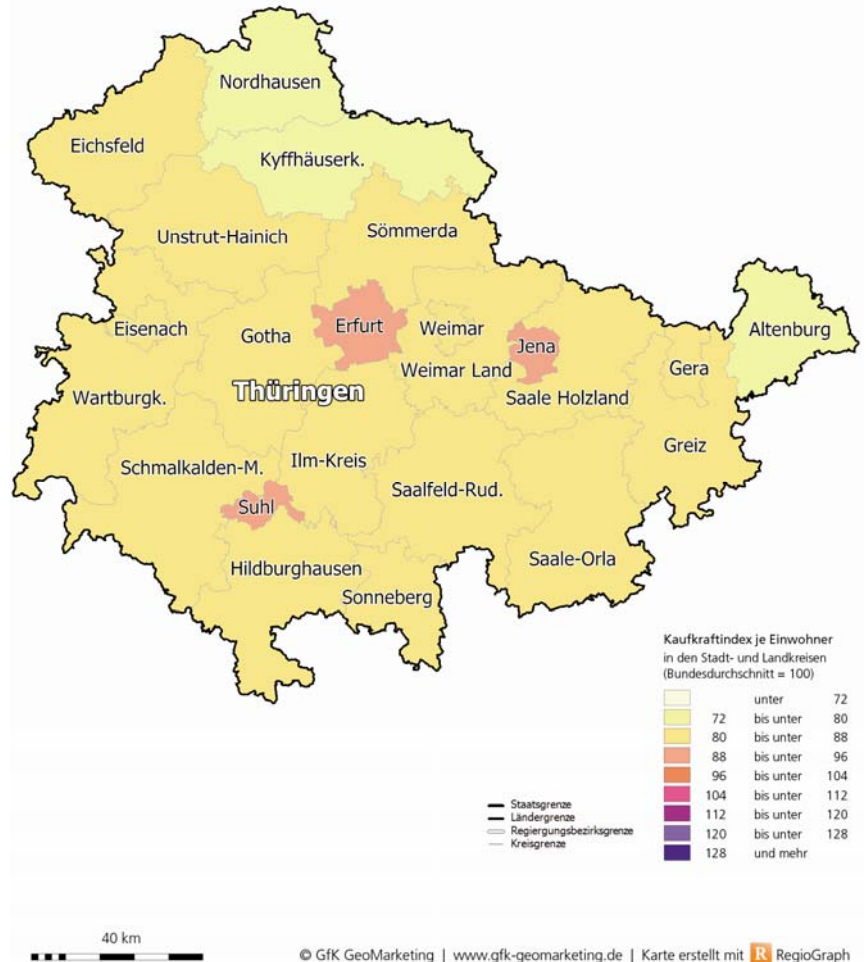 Nordhausen
Eichsfeld
Kyffhäuserk.
Unstrut-Hainich
Sömmerda
Altenburg
Eisenach
Gotha
Erfurt
Weimar
Jena
Gera
Weimar Land
Wartburgk.
Thüringen
Saale Holzland
Greiz
Schmalkalden-M.
Ilm-Kreis
Saalfeld-Rud.
Suhl
Saale-Orla
Hildburghausen
Sonneberg
Kaufkraftindex je Einwohner
in den Stadt- und Landkreisen
(Bundesdurchschnitt = 100)
unter 72
72 bis unter 80
80 bis unter 88
88 bis unter 96
96 bis unter 104
104 bis unter 112
112 bis unter 120
120 bis unter 128
128 und mehr
Staatsgrenze
Ländergrenze
Regiergungsbezirksgrenze
Kreisgrenze
40 km
© GfK GeoMarketing | www.gfk-geomarketing.de | Karte erstellt mit R RegioGraph